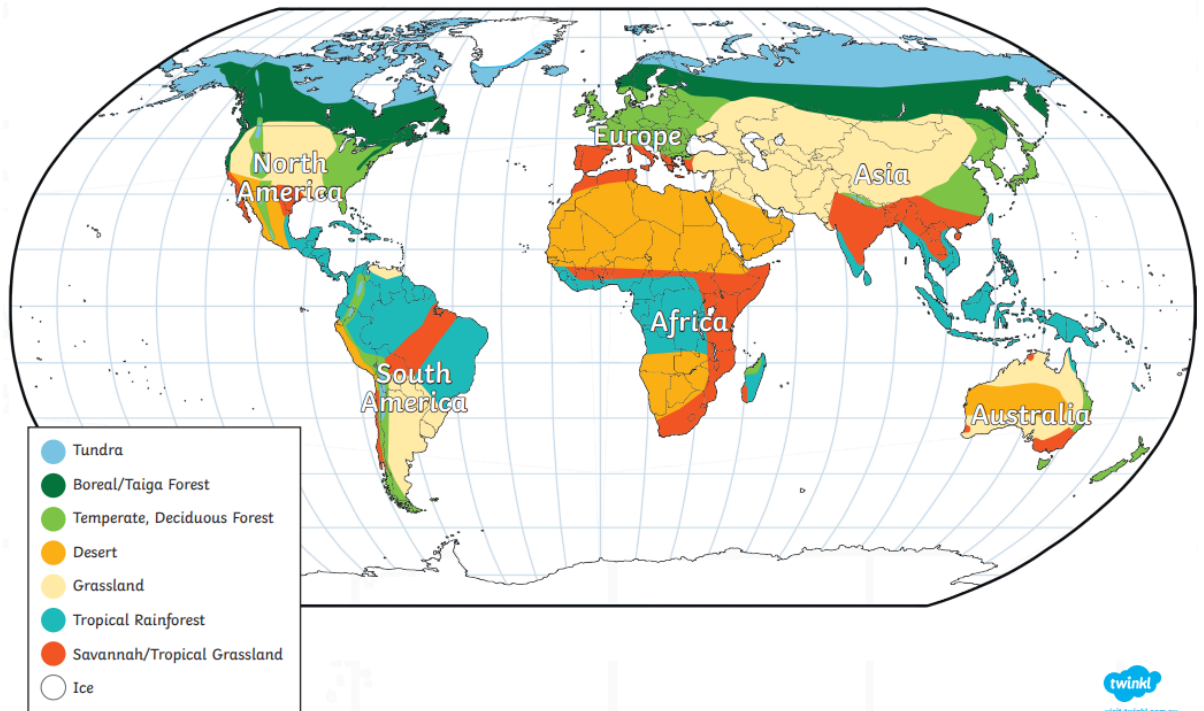 Europe
North
America
Asia
Africa
South
America
Australia
Tundra
Boreal/Taiga Forest
Temperate, Deciduous Forest
Desert
Grassland
Tropical Rainforest
Savannah/Tropical Grassland
Ice
twinkl